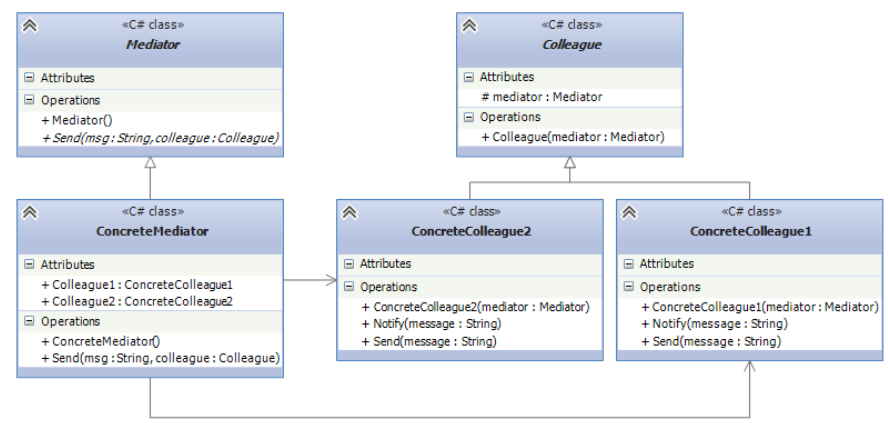 «C# class»
Mediator
Attributes
Operations
+ Mediator()
+ Send(msg : String, colleague : Colleague)
«C# class»
Colleague
Attributes
# mediator : Mediator
Operations
+ Colleague(mediator : Mediator)
«C# class»
ConcreteMediator
Attributes
+ Colleague1 : ConcreteColleague1
+ Colleague2 : ConcreteColleague2
Operations
+ ConcreteMediator()
+ Send(msg : String, colleague : Colleague)
«C# class»
ConcreteColleague2
Attributes
Operations
+ ConcreteColleague2(mediator : Mediator)
+ Notify(message : String)
+ Send(message : String)
«C# class»
ConcreteColleague1
Attributes
Operations
+ ConcreteColleague1(mediator : Mediator)
+ Notify(message : String)
+ Send(message : String)